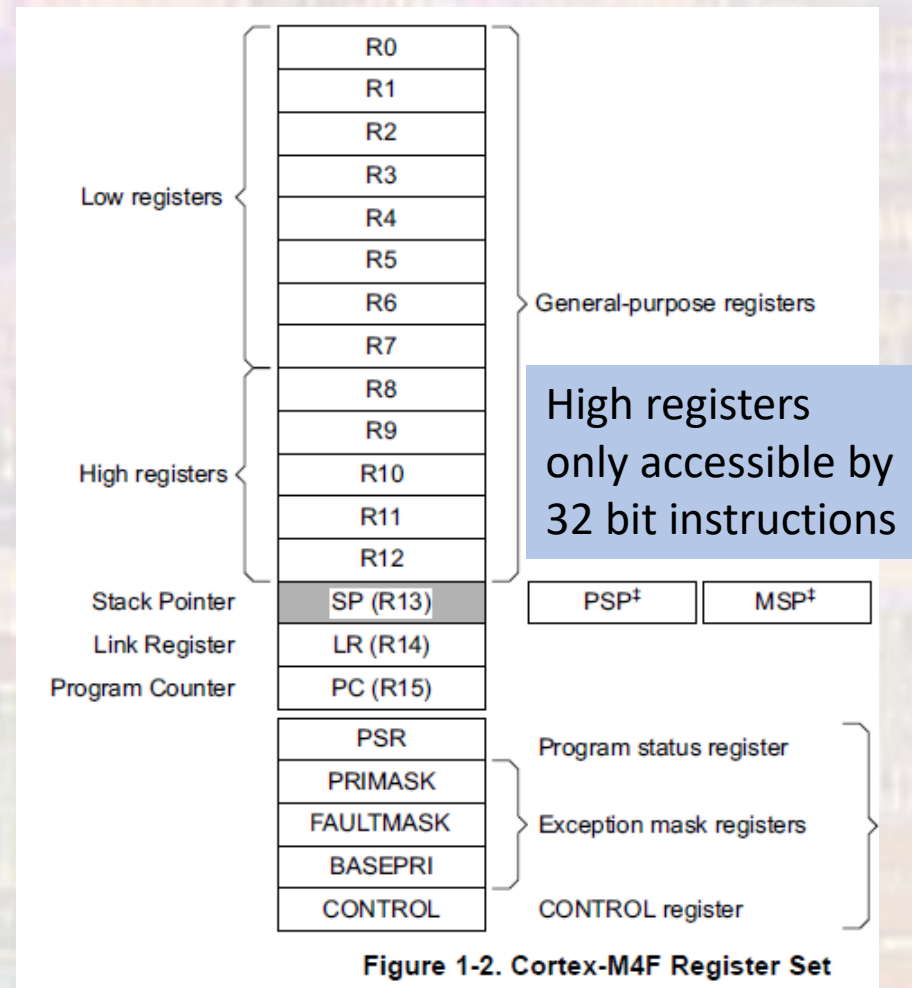 R0
R1
R2
R3
Low registers
R4
R5
R6
General-purpose registers
R7
R8
High registers
only accessible by
32 bit instructions
R9
High registers
R10
R11
R12
Stack Pointer SP (R13) PSP‡ MSP‡
Link Register LR (R14)
Program Counter PC (R15)
PSR Program status register
PRIMASK
FAULTMASK Exception mask registers
BASEPRI
CONTROL CONTROL register
Figure 1-2. Cortex-M4F Register Set